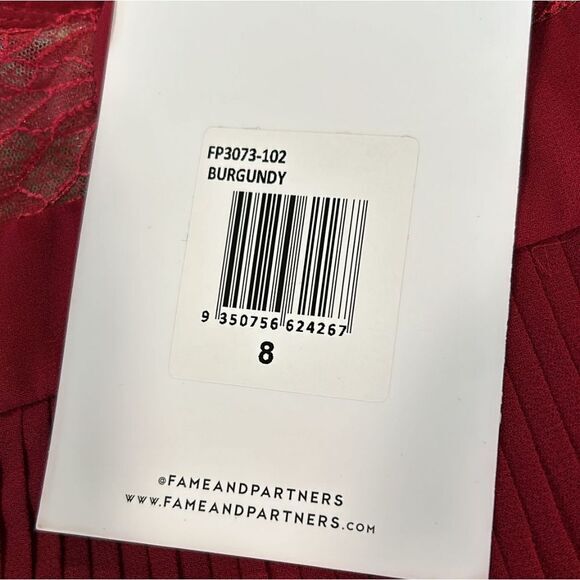 FP3073-102
BURGUNDY
9 350756 624267
8
@FAMEANDPARTNERS
WWW.FAMEANDPARTNERS.COM